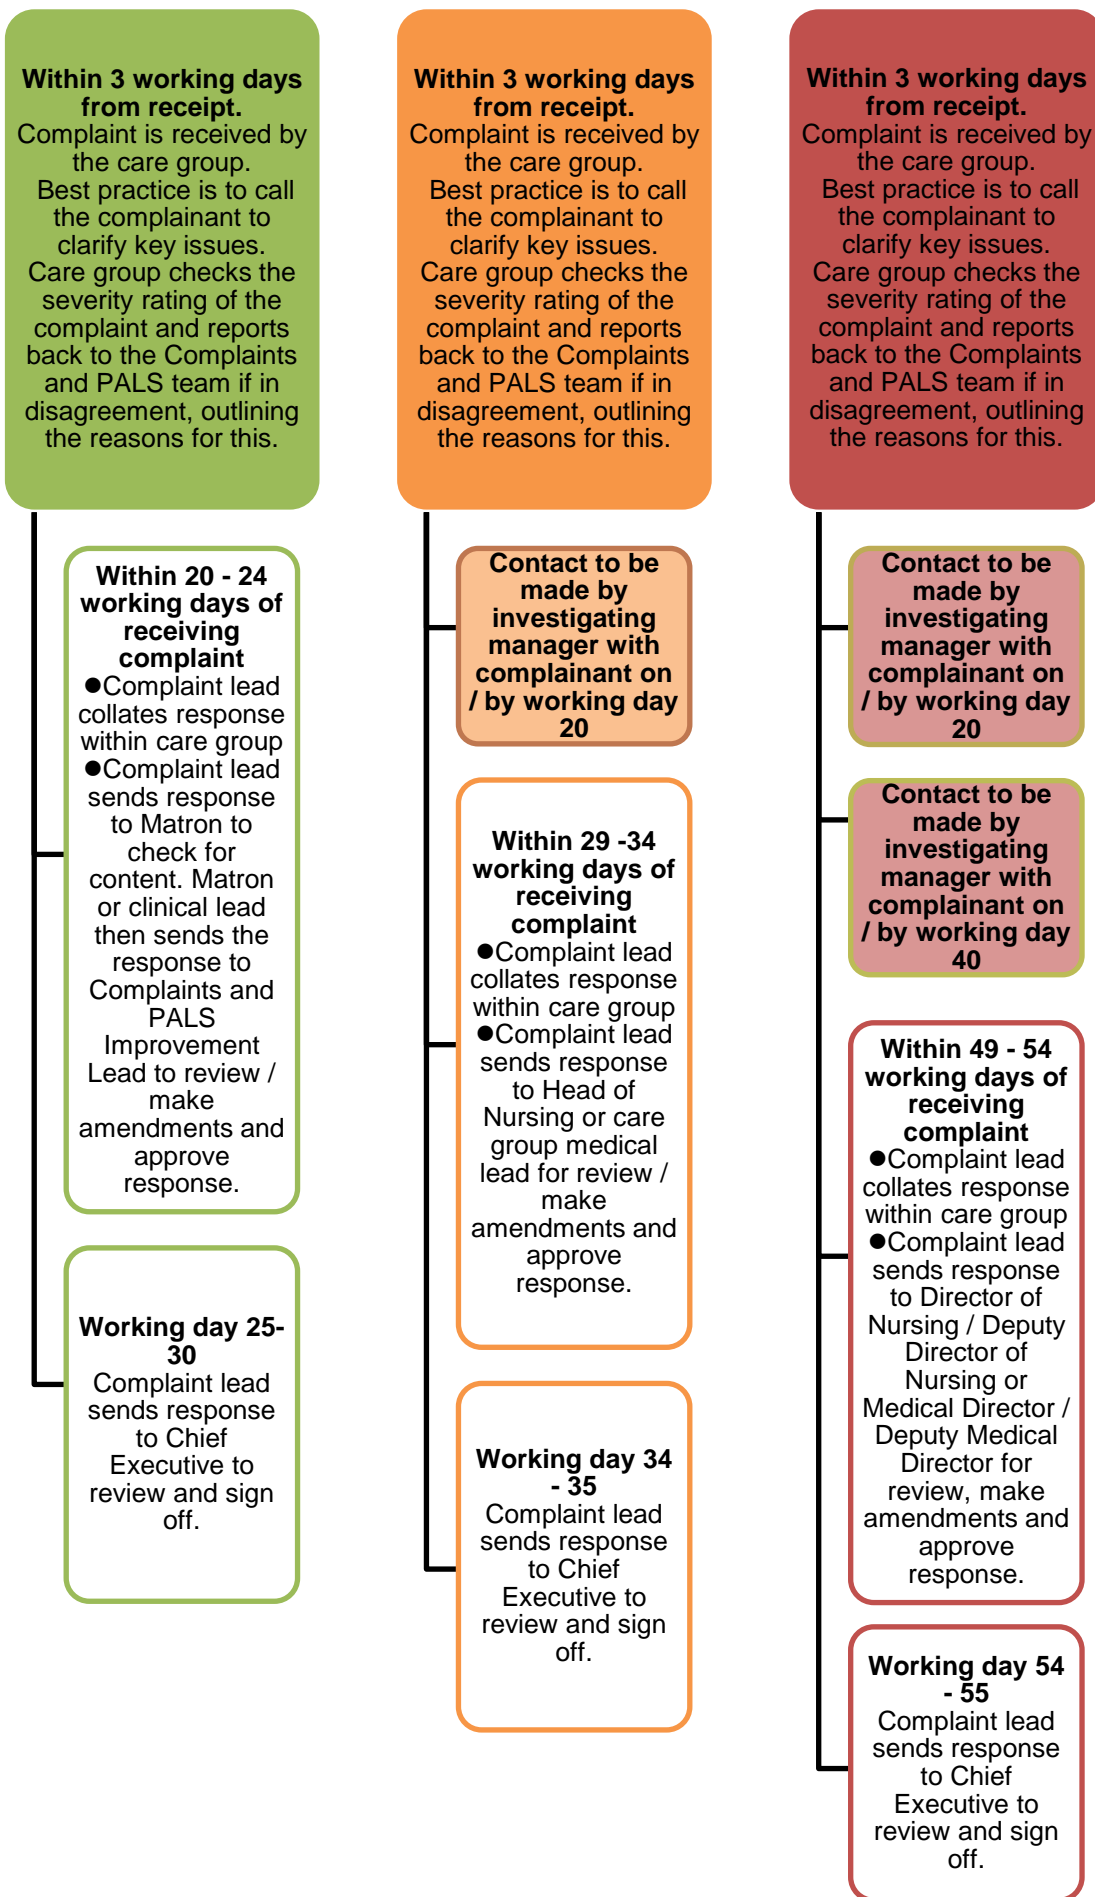 Within 3 working days
from receipt.
Complaint is received by
the care group.
Best practice is to call
the complainant to
clarify key issues.
Care group checks the
severity rating of the
complaint and reports
back to the Complaints
and PALS team if in
disagreement, outlining
the reasons for this.
Within 20 - 24
working days of
receiving
complaint
●Complaint lead
collates response
within care group
●Complaint lead
sends response
to Matron to
check for
content. Matron
or clinical lead
then sends the
response to
Complaints and
PALS
Improvement
Lead to review /
make
amendments and
approve
response.
Working day 25-
30
Complaint lead
sends response
to Chief
Executive to
review and sign
off.
Within 3 working days
from receipt.
Complaint is received by
the care group.
Best practice is to call
the complainant to
clarify key issues.
Care group checks the
severity rating of the
complaint and reports
back to the Complaints
and PALS team if in
disagreement, outlining
the reasons for this.
Contact to be
made by
investigating
manager with
complainant on
/ by working day
20
Within 29 -34
working days of
receiving
complaint
●Complaint lead
collates response
within care group
●Complaint lead
sends response
to Head of
Nursing or care
group medical
lead for review /
make
amendments and
approve
response.
Working day 34
- 35
Complaint lead
sends response
to Chief
Executive to
review and sign
off.
Within 3 working days
from receipt.
Complaint is received by
the care group.
Best practice is to call
the complainant to
clarify key issues.
Care group checks the
severity rating of the
complaint and reports
back to the Complaints
and PALS team if in
disagreement, outlining
the reasons for this.
Contact to be
made by
investigating
manager with
complainant on
/ by working day
20
Contact to be
made by
investigating
manager with
complainant on
/ by working day
40
Within 49 - 54
working days of
receiving
complaint
●Complaint lead
collates response
within care group
●Complaint lead
sends response
to Director of
Nursing / Deputy
Director of
Nursing or
Medical Director /
Deputy Medical
Director for
review, make
amendments and
approve
response.
Working day 54
- 55
Complaint lead
sends response
to Chief
Executive to
review and sign
off.